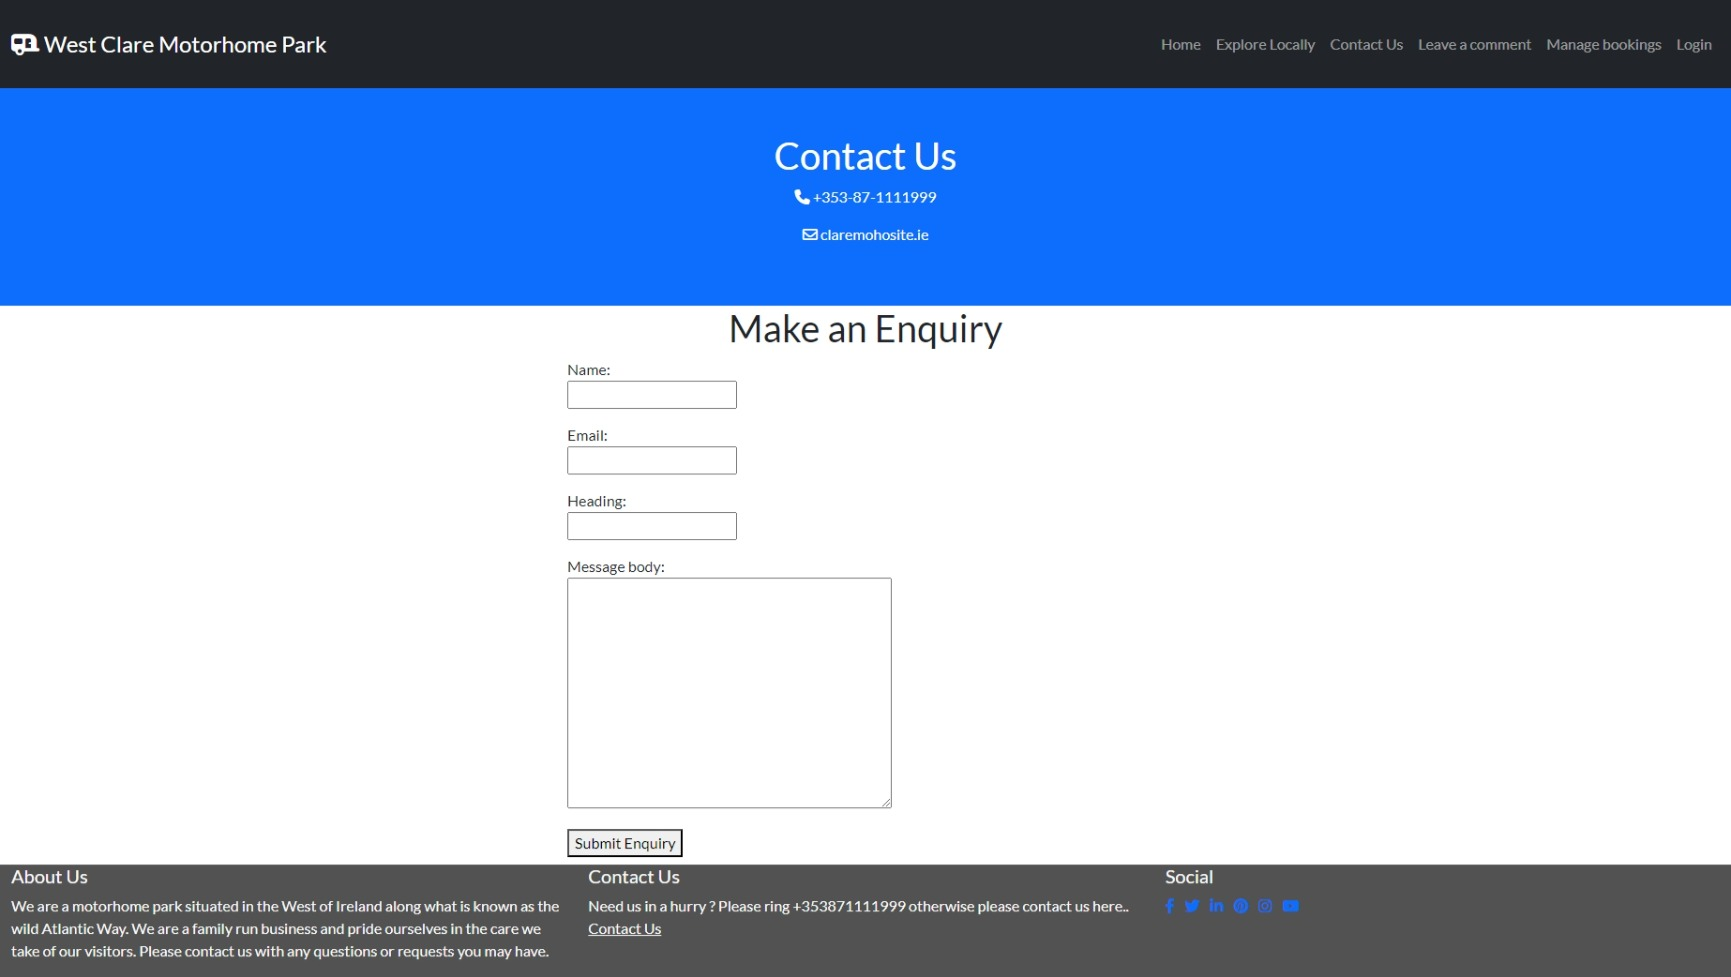 West Clare Motorhome Park
Home Explore Locally Contact Us Leave a comment Manage bookings Login
Contact Us
+353-87-1111999
claremohosite.ie
Make an Enquiry
Name:
Email:
Heading:
Message body:
Submit Enquiry
About Us
We are a motorhome park situated in the West of Ireland along what is known as the
wild Atlantic Way. We are a family run business and pride ourselves in the care we
take of our visitors. Please contact us with any questions or requests you may have.
Contact Us
Need us in a hurry ? Please ring +353871111999 otherwise please contact us here..
Contact Us
Social